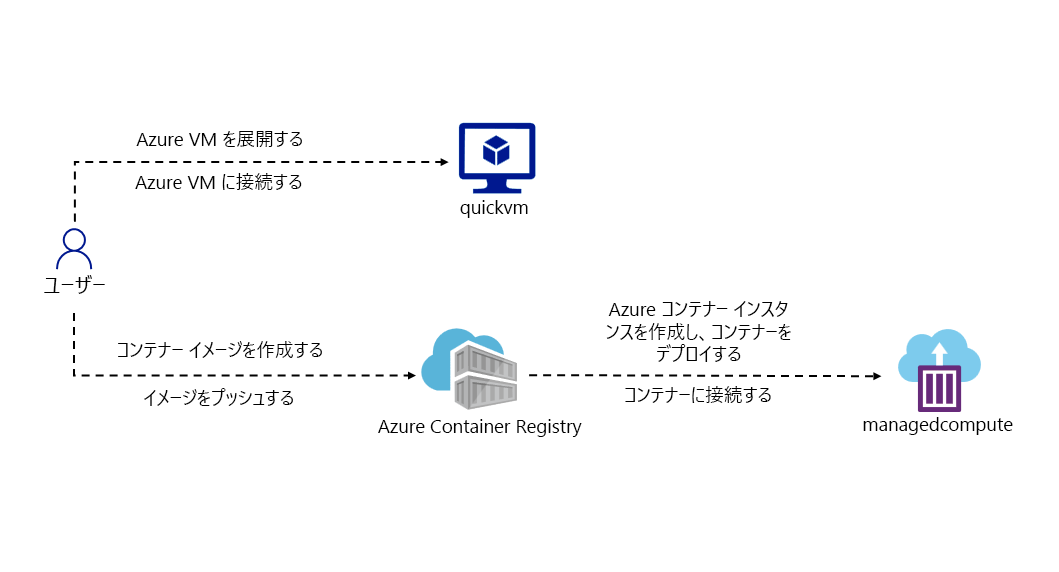 Azure VM を展開する
Azure VM に接続する
quickvm
ユーザー
コンテナー イメージを作成する
イメージをプッシュする
Azure Container Registry
Azure コンテナー インスタ
ンスを作成し、コンテナーを
デプロイする
コンテナーに接続する
managedcompute